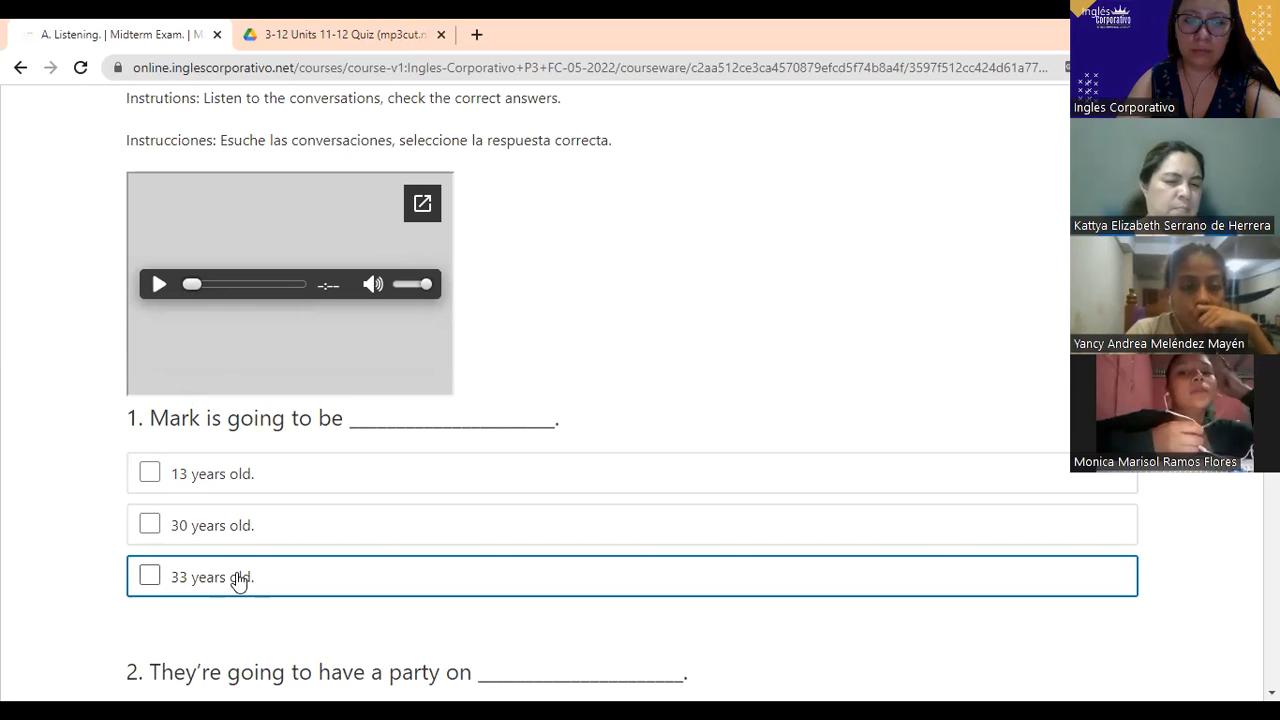 A. Listening. | Midterm Exam. | M
3-12 Units 11-12 Quiz (mp3cut.n
online.inglescorporativo.net/courses/course-v1:Ingles-Corporativo+P3+FC-05-2022/courseware/c2aa512ce3ca4570879efcd5f74b8a4f/3597f512cc424d61a77...
Instrutions: Listen to the conversations, check the correct answers.
Instrucciones: Esuche las conversaciones, seleccione la respuesta correcta.
-:--
1. Mark is going to be ____________________.
13 years old.
30 years old.
33 years old.
2. They’re going to have a party on ____________________.
Inglés
Corporativo
Ingles Corporativo
Kattya Elizabeth Serrano de Herrera
Yancy Andrea Meléndez Mayén
Monica Marisol Ramos Flores